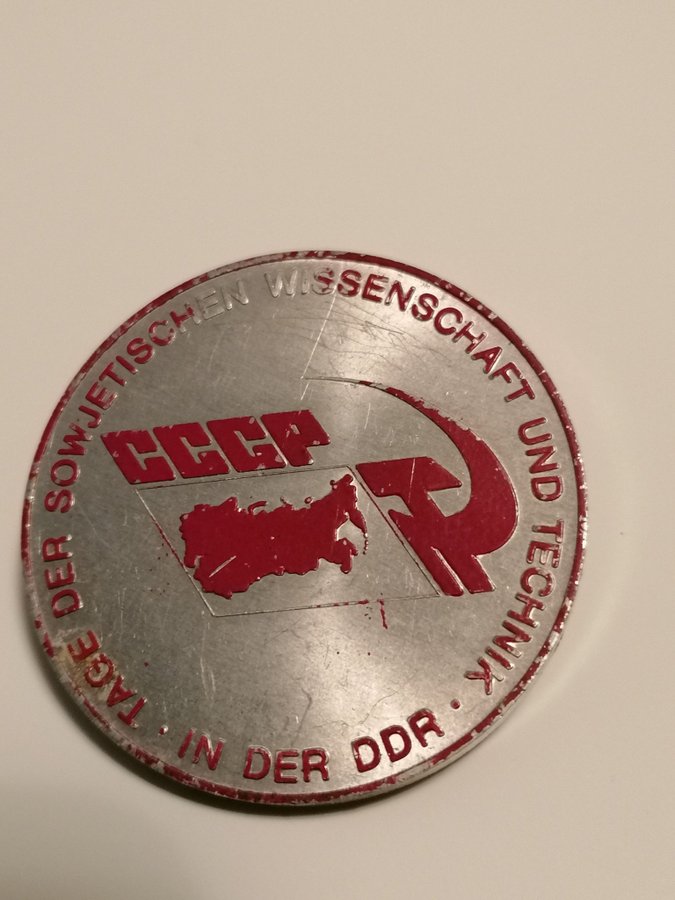 · TAGE DER SOWJETISCHEN WISSENSCHAFT UND TECHNIK ·
IN DER DDR
СССР